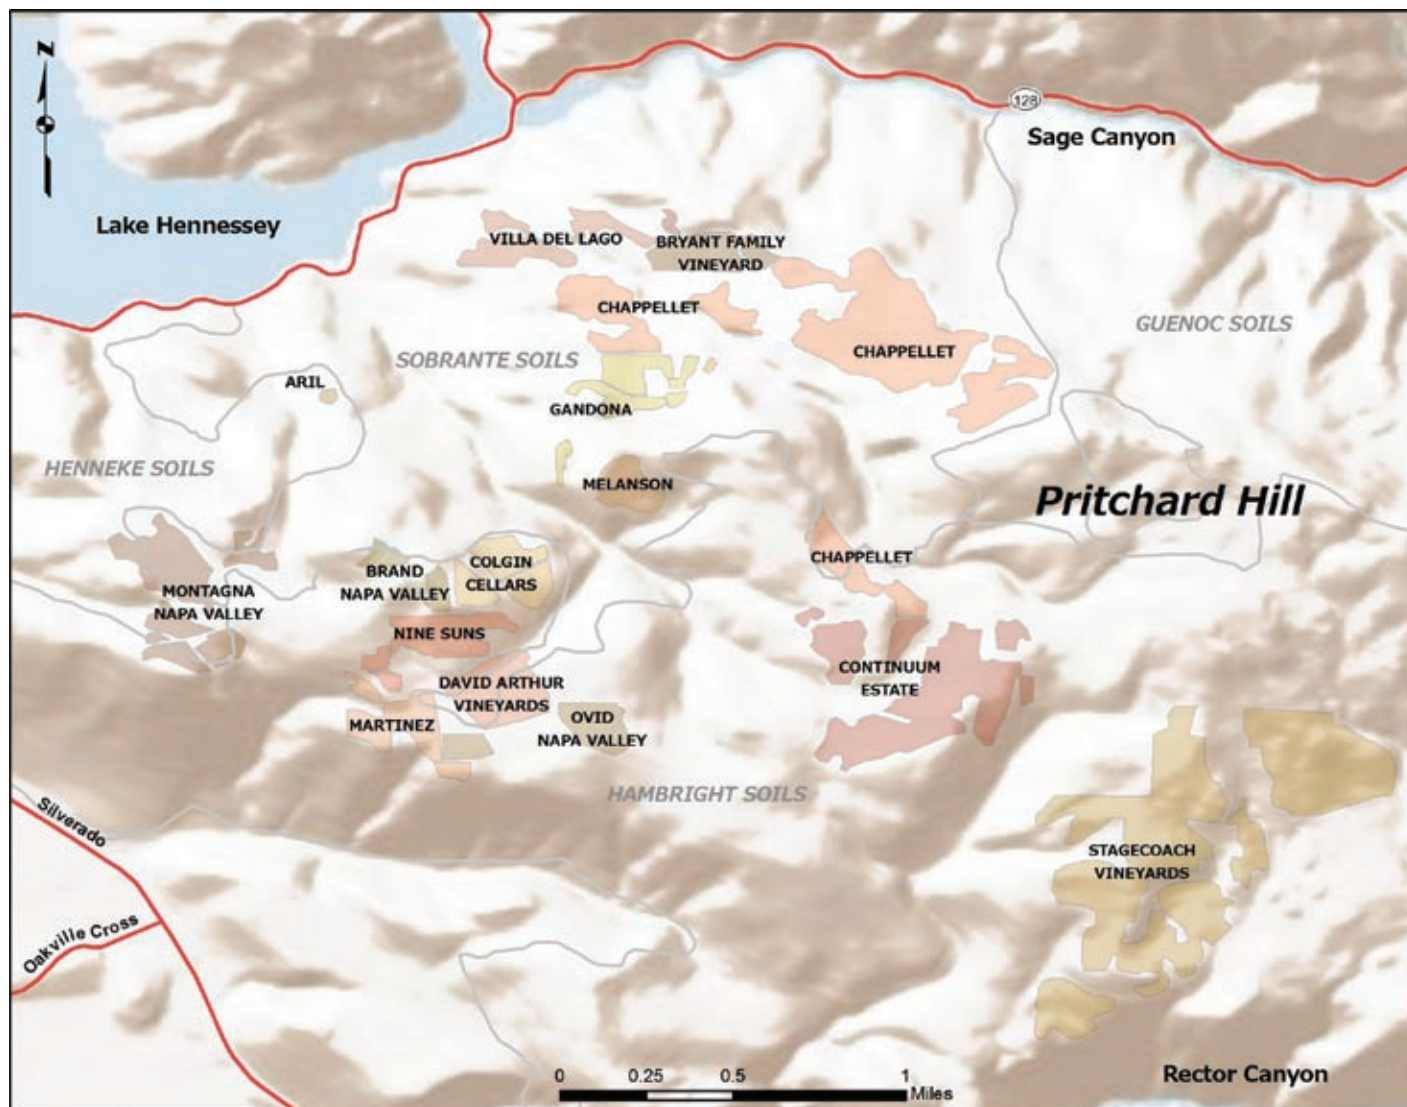 N
128
Sage Canyon
Lake Hennessey
VILLA DEL LAGO
BRYANT FAMILY
VINEYARD
CHAPPELLET
GUENOC SOILS
CHAPPELLET
SOBRANTE SOILS
ARIL
GANDONA
HENNEKE SOILS
MELANSON
Pritchard Hill
CHAPPELLET
COLGIN
CELLARS
BRAND
NAPA VALLEY
MONTAGNA
NAPA VALLEY
NINE SUNS
CONTINUUM
ESTATE
DAVID ARTHUR
VINEYARDS
MARTINEZ
OVID
NAPA VALLEY
HAMBRIGHT SOILS
Silverado
STAGECOACH
VINEYARDS
Oakville Cross
Rector Canyon
0 0.25 0.5 1
Miles